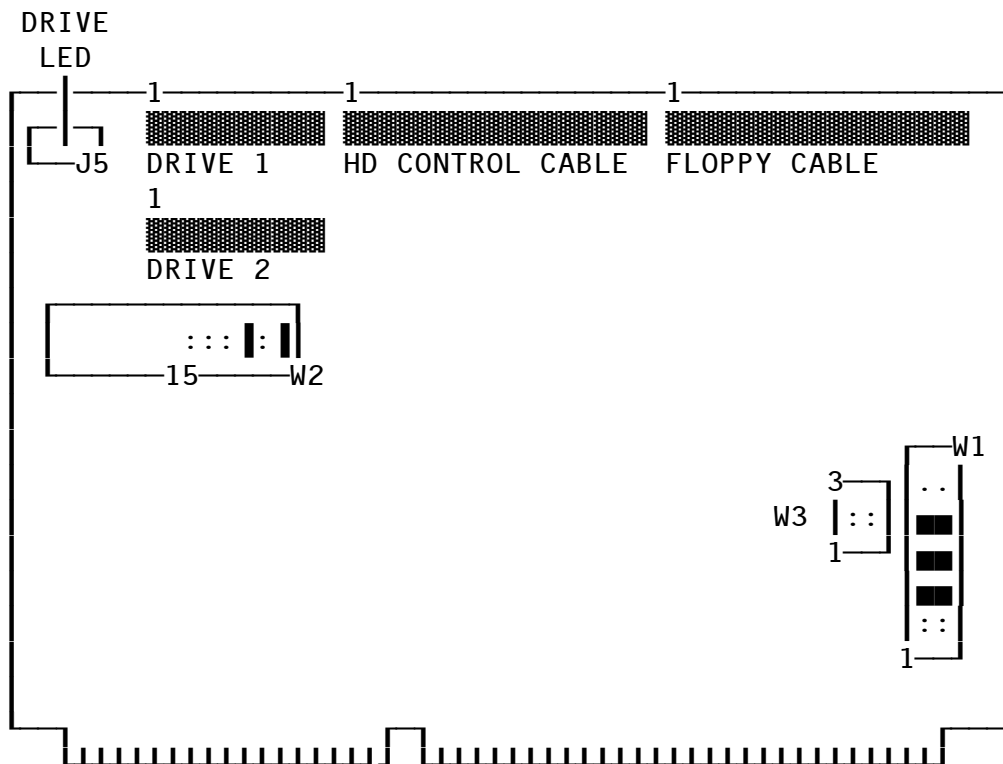 DRIVE
LED
1 1 1
J5 DRIVE 1 HD CONTROL CABLE FLOPPY CABLE
1
DRIVE 2
15 W2
W1
3
W3
1
1